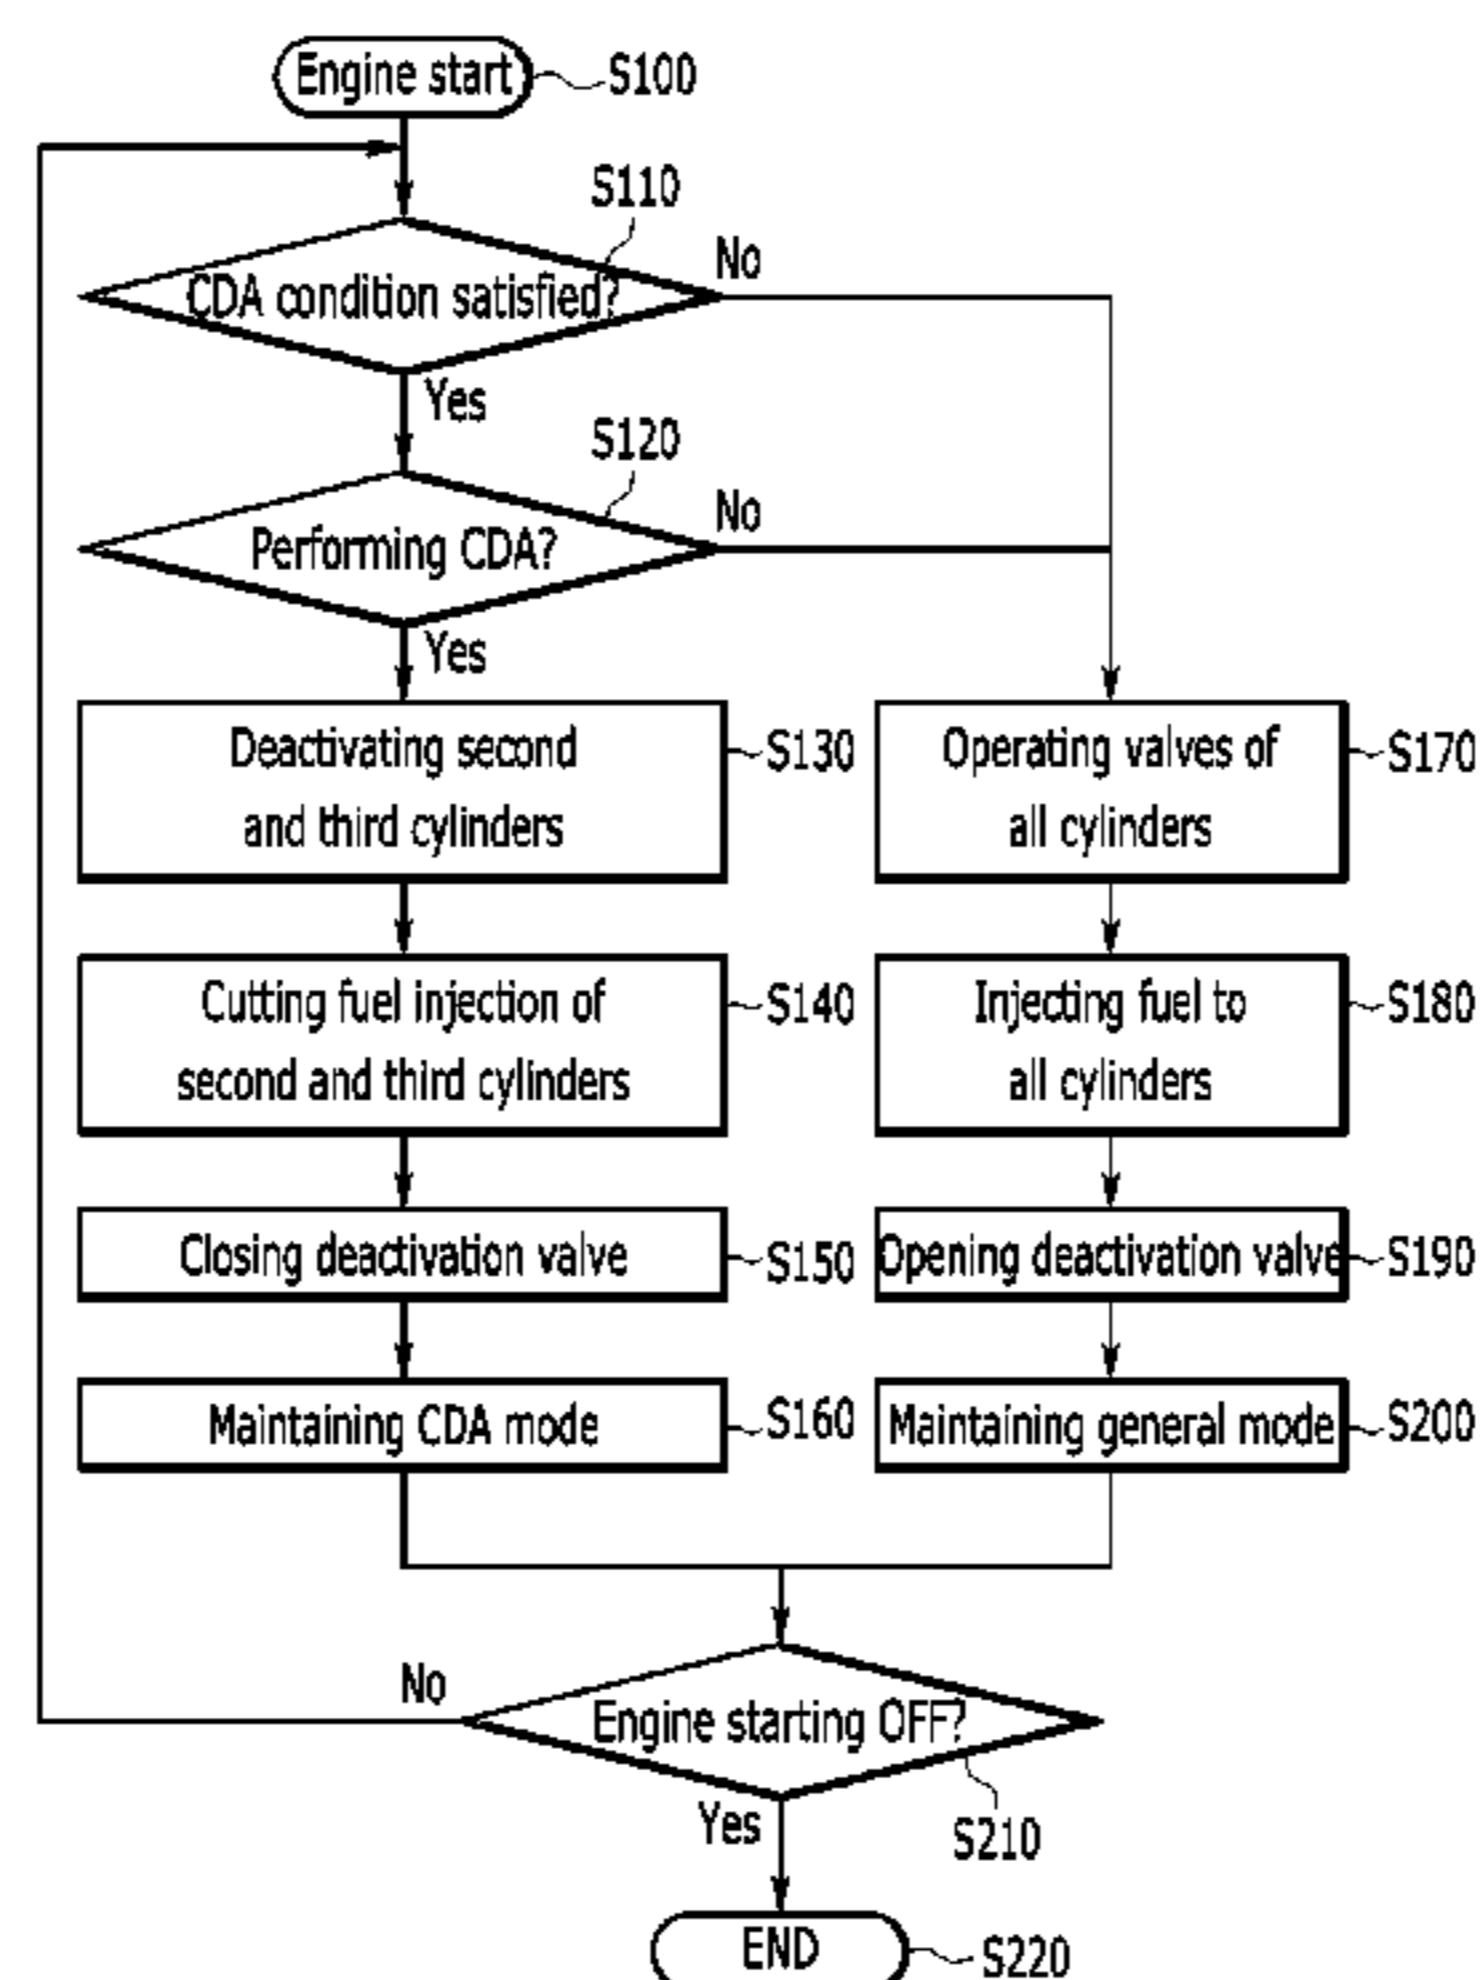 Engine start
S100
S110
CDA condition satisfied?
No
Yes
S120
Performing CDA?
No
Yes
Deactivating second
and third cylinders
S130
Operating valves of
all cylinders
S170
Cutting fuel injection of
second and third cylinders
S140
Injecting fuel to
all cylinders
S180
Closing deactivation valve
S150
Opening deactivation valve
S190
Maintaining CDA mode
S160
Maintaining general mode
S200
No
Engine starting OFF?
Yes
S210
END
S220